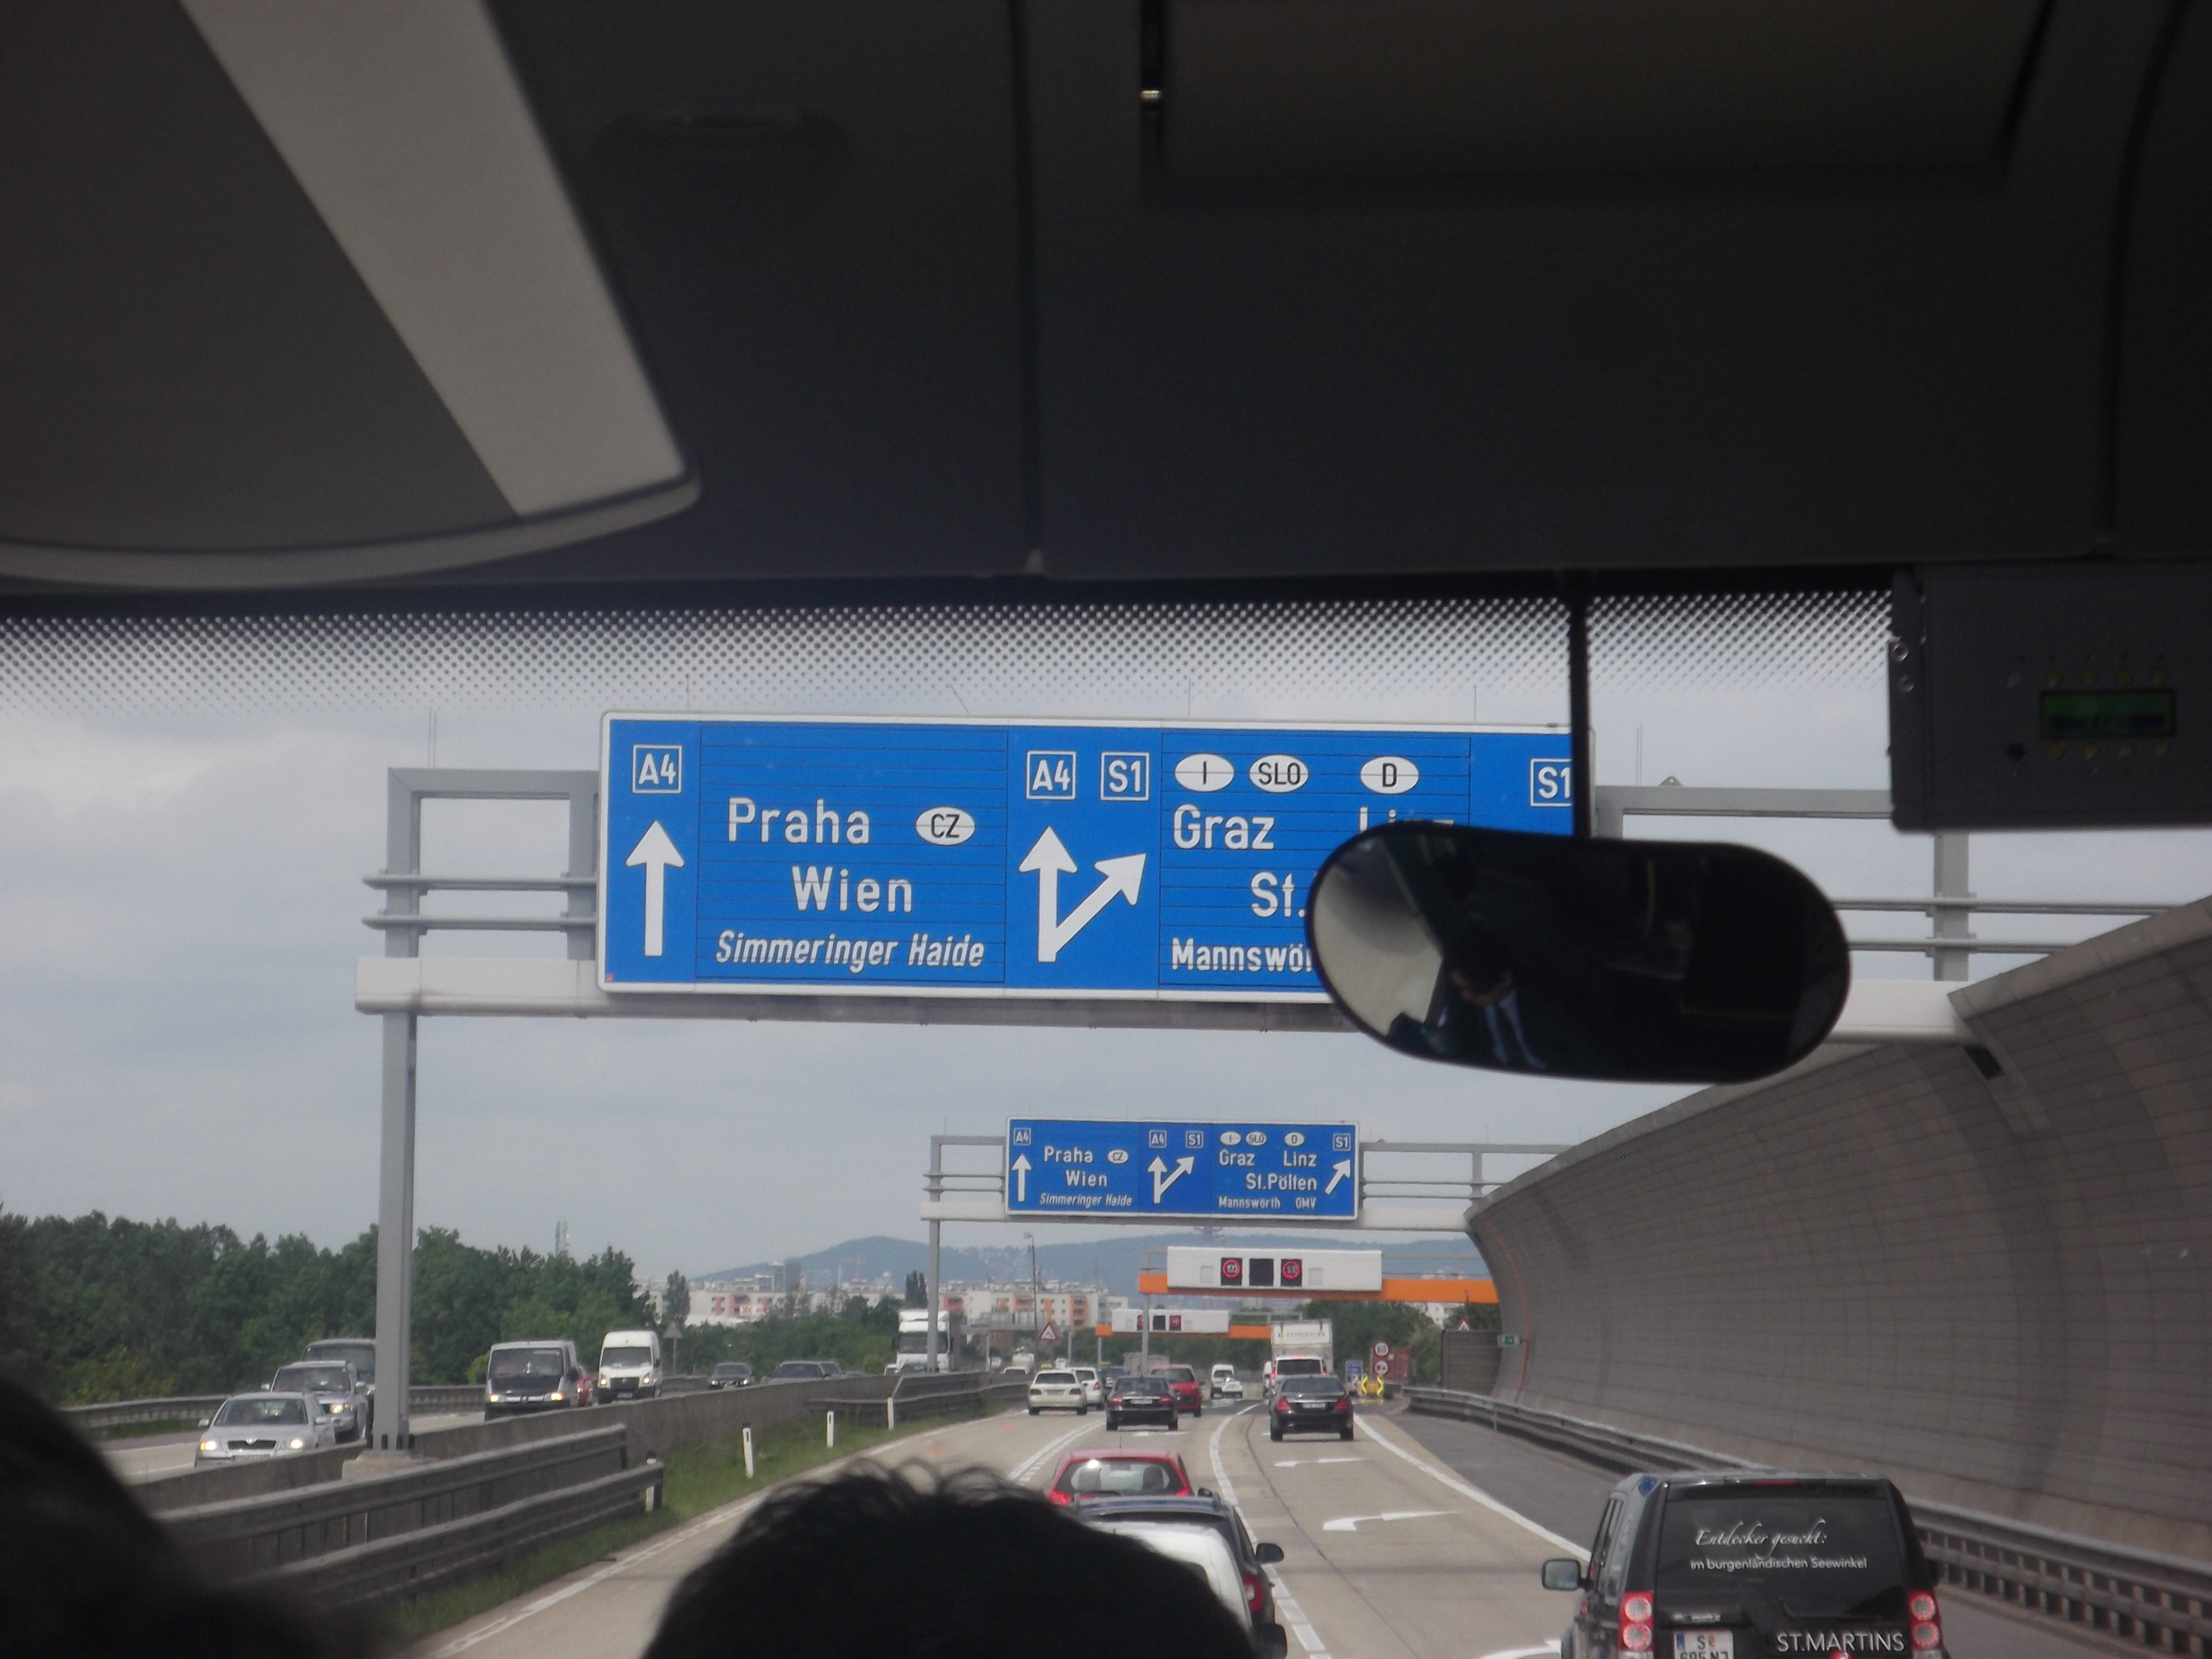 A4
Praha CZ
Wien
Simmeringer Haide
A4 S1
I SLO D
Graz
St.
S1
A4
Praha CZ
Wien
Simmeringer Haide
A4 S1
I SLO D
Graz Linz
St.Pölten
Mannswörth OMV
S1
Entdecker gesucht:
im burgenländischen Seewinkel
ST.MARTINS